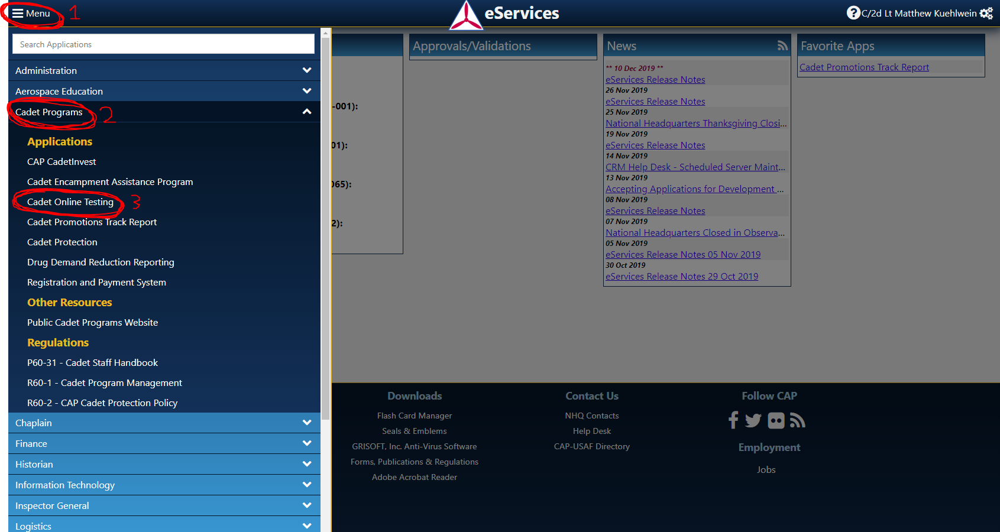 Menu 1
eServices
C/2d Lt Matthew Kuehlwein
Search Applications
Administration
Aerospace Education
Cadet Programs 2
Applications
CAP CadetInvest
Cadet Encampment Assistance Program
Cadet Online Testing 3
Cadet Promotions Track Report
Cadet Protection
Drug Demand Reduction Reporting
Registration and Payment System
Other Resources
Public Cadet Programs Website
Regulations
P60-31 - Cadet Staff Handbook
R60-1 - Cadet Program Management
R60-2 - CAP Cadet Protection Policy
Chaplain
Finance
Historian
Information Technology
Inspector General
Logistics
-001):
01):
065):
2):
Approvals/Validations
News
** 10 Dec 2019 **
eServices Release Notes
26 Nov 2019
eServices Release Notes
25 Nov 2019
National Headquarters Thanksgiving Closi...
19 Nov 2019
eServices Release Notes
14 Nov 2019
CRM Help Desk - Scheduled Server Maint...
13 Nov 2019
Accepting Applications for Development ...
08 Nov 2019
eServices Release Notes
07 Nov 2019
National Headquarters Closed in Observa...
05 Nov 2019
eServices Release Notes 05 Nov 2019
30 Oct 2019
eServices Release Notes 29 Oct 2019
Favorite Apps
Cadet Promotions Track Report
Downloads
Flash Card Manager
Seals & Emblems
GRISOFT, Inc. Anti-Virus Software
Forms, Publications & Regulations
Adobe Acrobat Reader
Contact Us
NHQ Contacts
Help Desk
CAP-USAF Directory
Follow CAP
Employment
Jobs